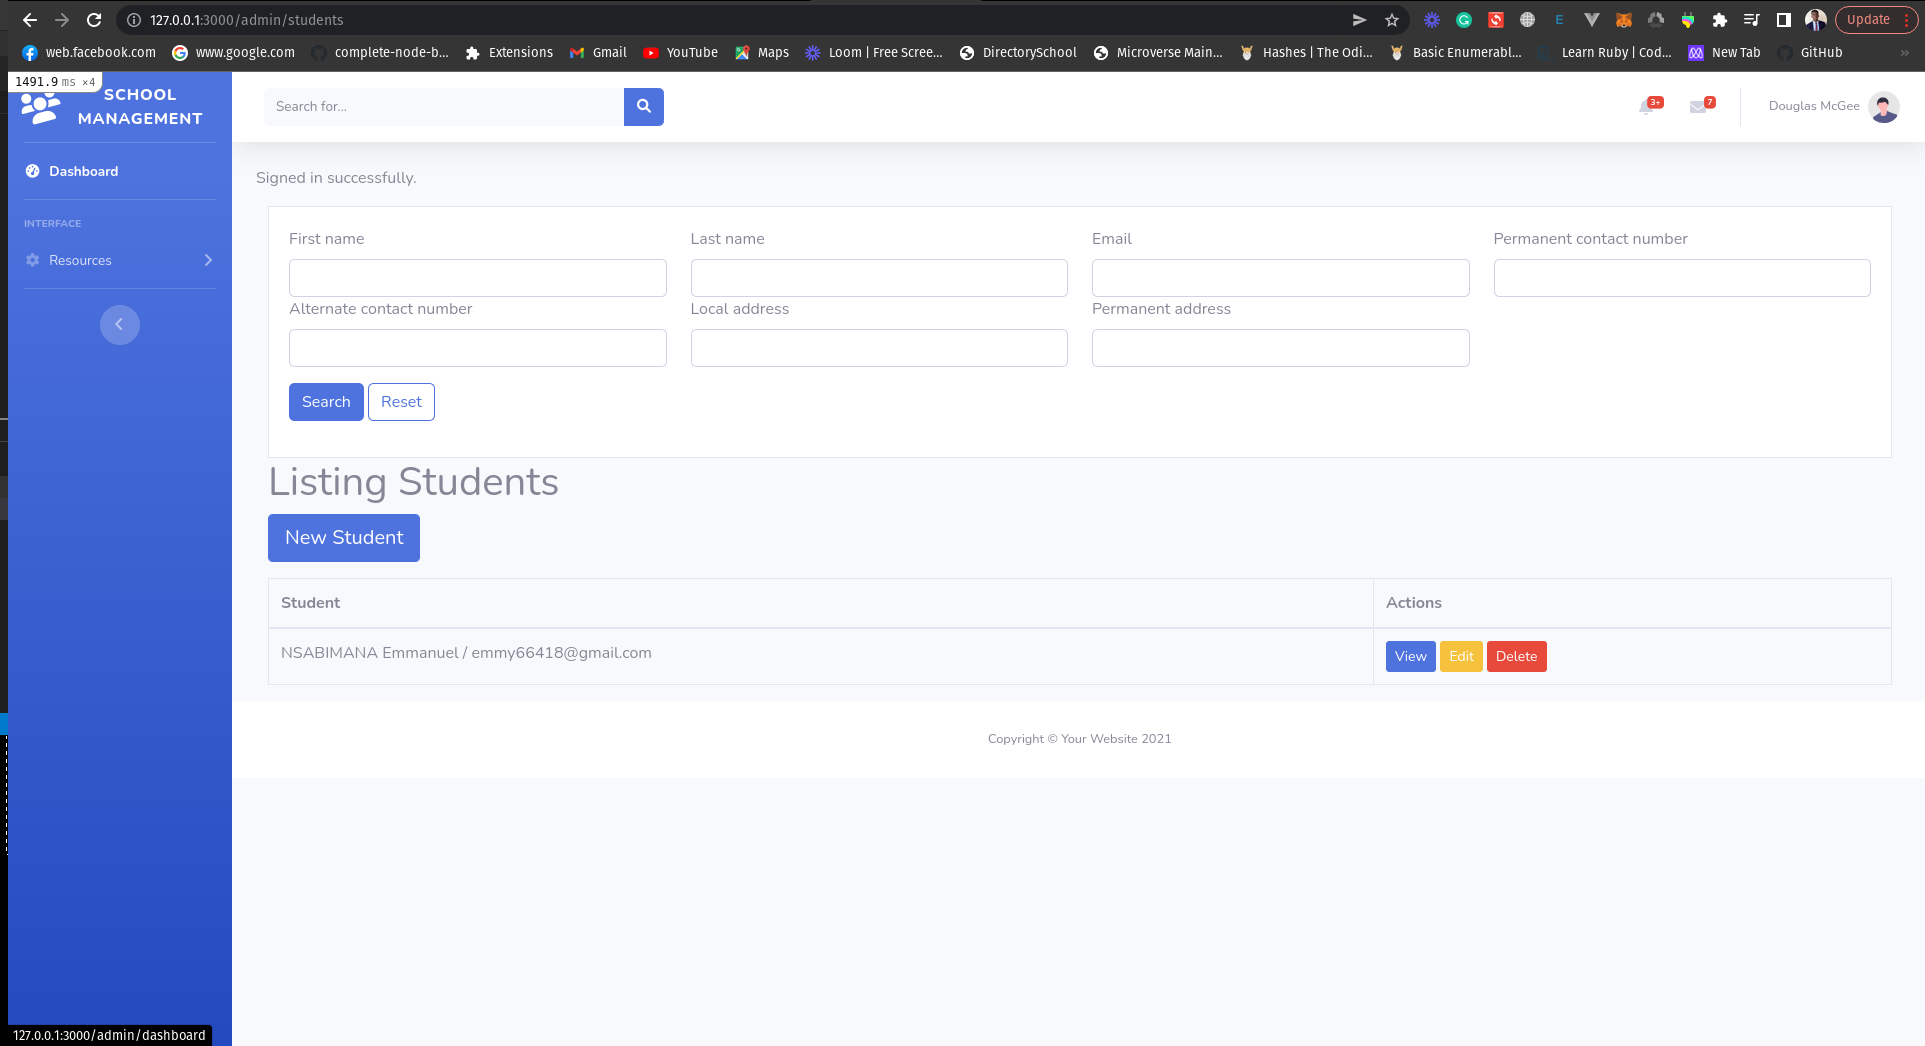 127.0.0.1:3000/admin/students
Update
web.facebook.com www.google.com complete-node-b... Extensions Gmail YouTube Maps Loom | Free Scree... DirectorySchool Microverse Main... Hashes | The Odi... Basic Enumerabl... Learn Ruby | Cod... New Tab GitHub »
1491.9 ms ×4
SCHOOL
MANAGEMENT
Search for...
3+
7
Douglas McGee
Dashboard
INTERFACE
Resources
Signed in successfully.
First name Last name Email Permanent contact number
Alternate contact number Local address Permanent address
Search Reset
Listing Students
New Student
Student Actions
NSABIMANA Emmanuel / emmy66418@gmail.com View Edit Delete
Copyright © Your Website 2021
127.0.0.1:3000/admin/dashboard